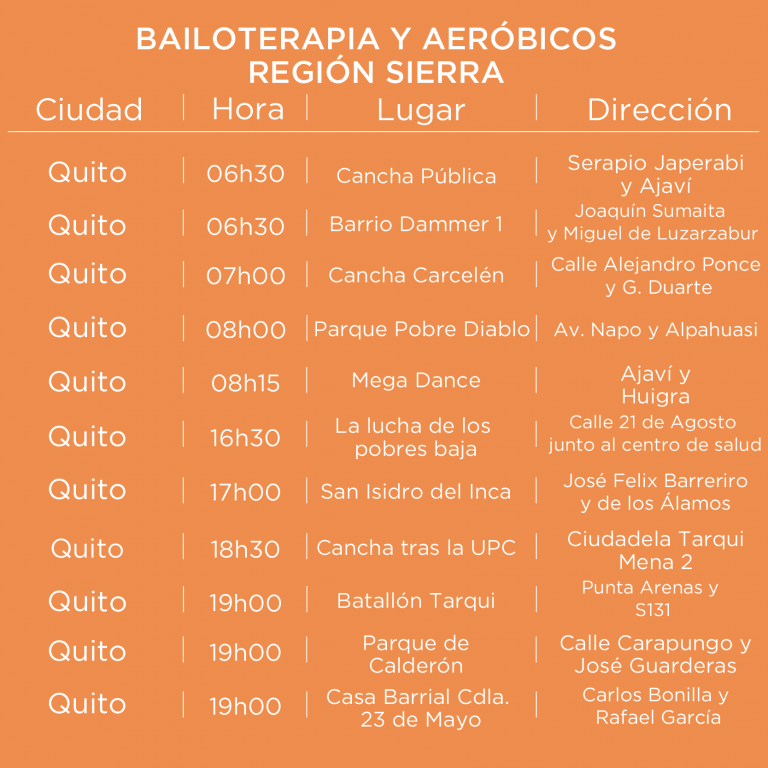 BAILOTERAPIA Y AERÓBICOS
REGIÓN SIERRA
Ciudad | Hora | Lugar | Dirección
Quito | 06h30 | Cancha Pública | Serapio Japerabi
y Ajaví
Quito | 06h30 | Barrio Dammer 1 | Joaquín Sumaita
y Miguel de Luzarzabur
Quito | 07h00 | Cancha Carcelén | Calle Alejandro Ponce
y G. Duarte
Quito | 08h00 | Parque Pobre Diablo | Av. Napo y Alpahuasi
Quito | 08h15 | Mega Dance | Ajaví y
Huigra
Quito | 16h30 | La lucha de los
pobres baja | Calle 21 de Agosto
junto al centro de salud
Quito | 17h00 | San Isidro del Inca | José Felix Barreriro
y de los Álamos
Quito | 18h30 | Cancha tras la UPC | Ciudadela Tarqui
Mena 2
Quito | 19h00 | Batallón Tarqui | Punta Arenas y
S131
Quito | 19h00 | Parque de
Calderón | Calle Carapungo y
José Guarderas
Quito | 19h00 | Casa Barrial Cdla.
23 de Mayo | Carlos Bonilla y
Rafael García